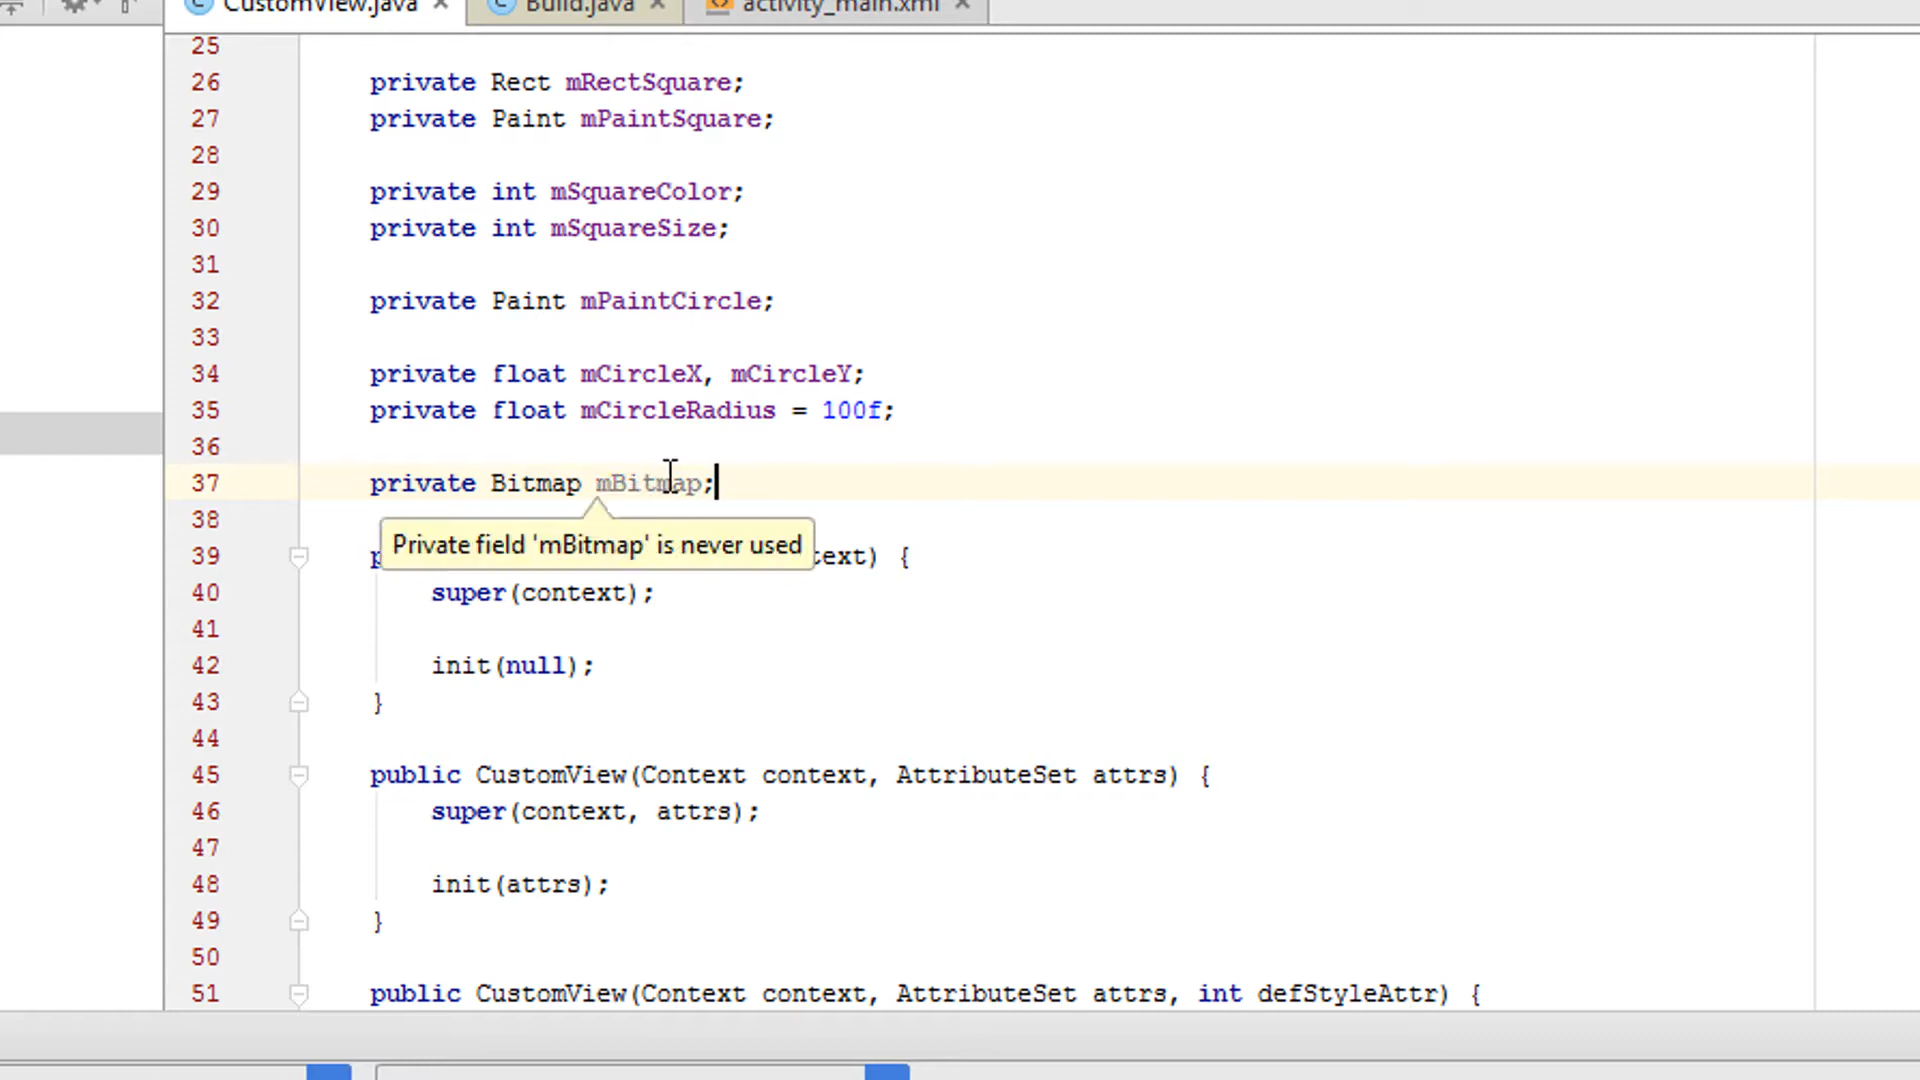 CustomView.java Build.java activity_main.xml
25
26 private Rect mRectSquare;
27 private Paint mPaintSquare;
28
29 private int mSquareColor;
30 private int mSquareSize;
31
32 private Paint mPaintCircle;
33
34 private float mCircleX, mCircleY;
35 private float mCircleRadius = 100f;
36
37 private Bitmap mBitmap;
38
Private field 'mBitmap' is never used
39 p text) {
40 super(context);
41
42 init(null);
43 }
44
45 public CustomView(Context context, AttributeSet attrs) {
46 super(context, attrs);
47
48 init(attrs);
49 }
50
51 public CustomView(Context context, AttributeSet attrs, int defStyleAttr) {